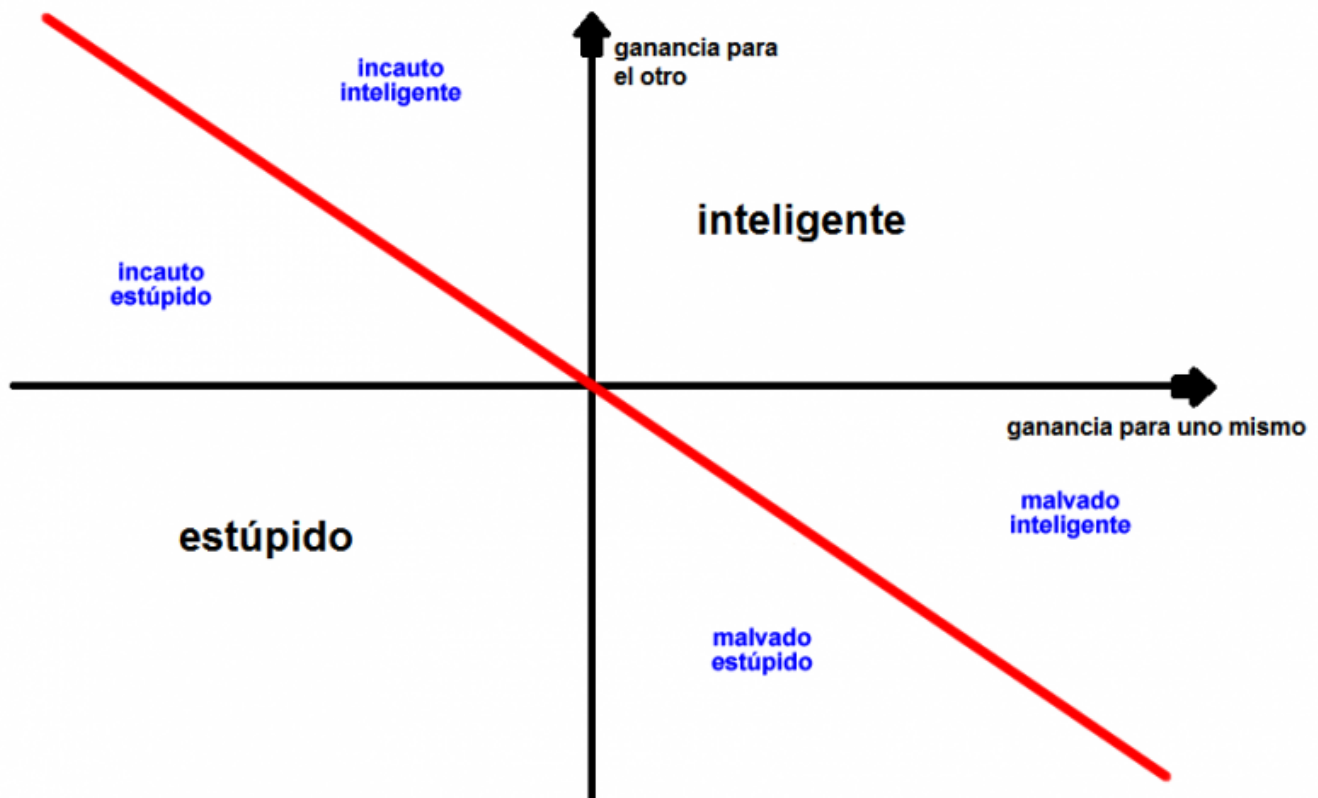 ganancia para
el otro
incauto
inteligente
inteligente
incauto
estúpido
ganancia para uno mismo
malvado
inteligente
estúpido
malvado
estúpido